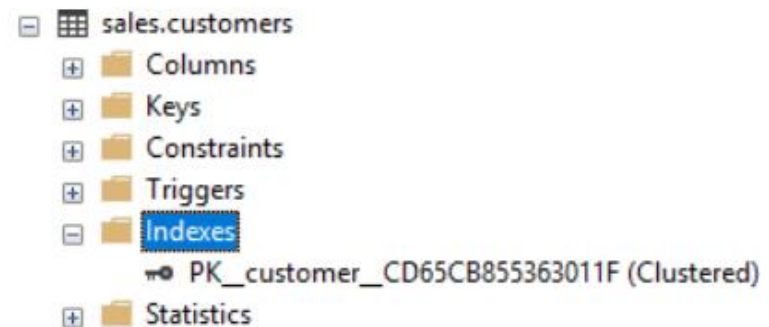 sales.customers
Columns
Keys
Constraints
Triggers
Indexes
PK__customer__CD65CB855363011F (Clustered)
Statistics